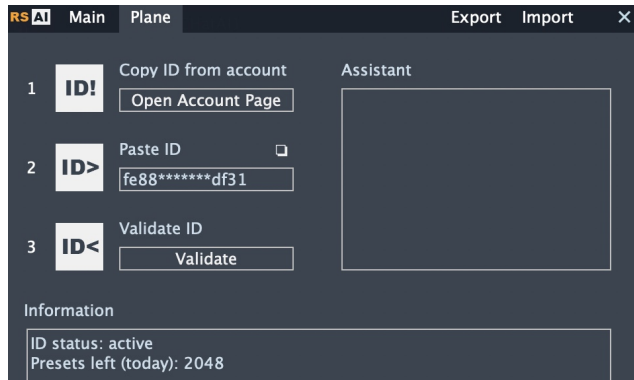 RS AI Main Plane Export Import ×
Copy ID from account
1 ID! Open Account Page
Paste ID
2 ID> fe88*******df31
Validate ID
3 ID< Validate
Assistant
Information
ID status: active
Presets left (today): 2048